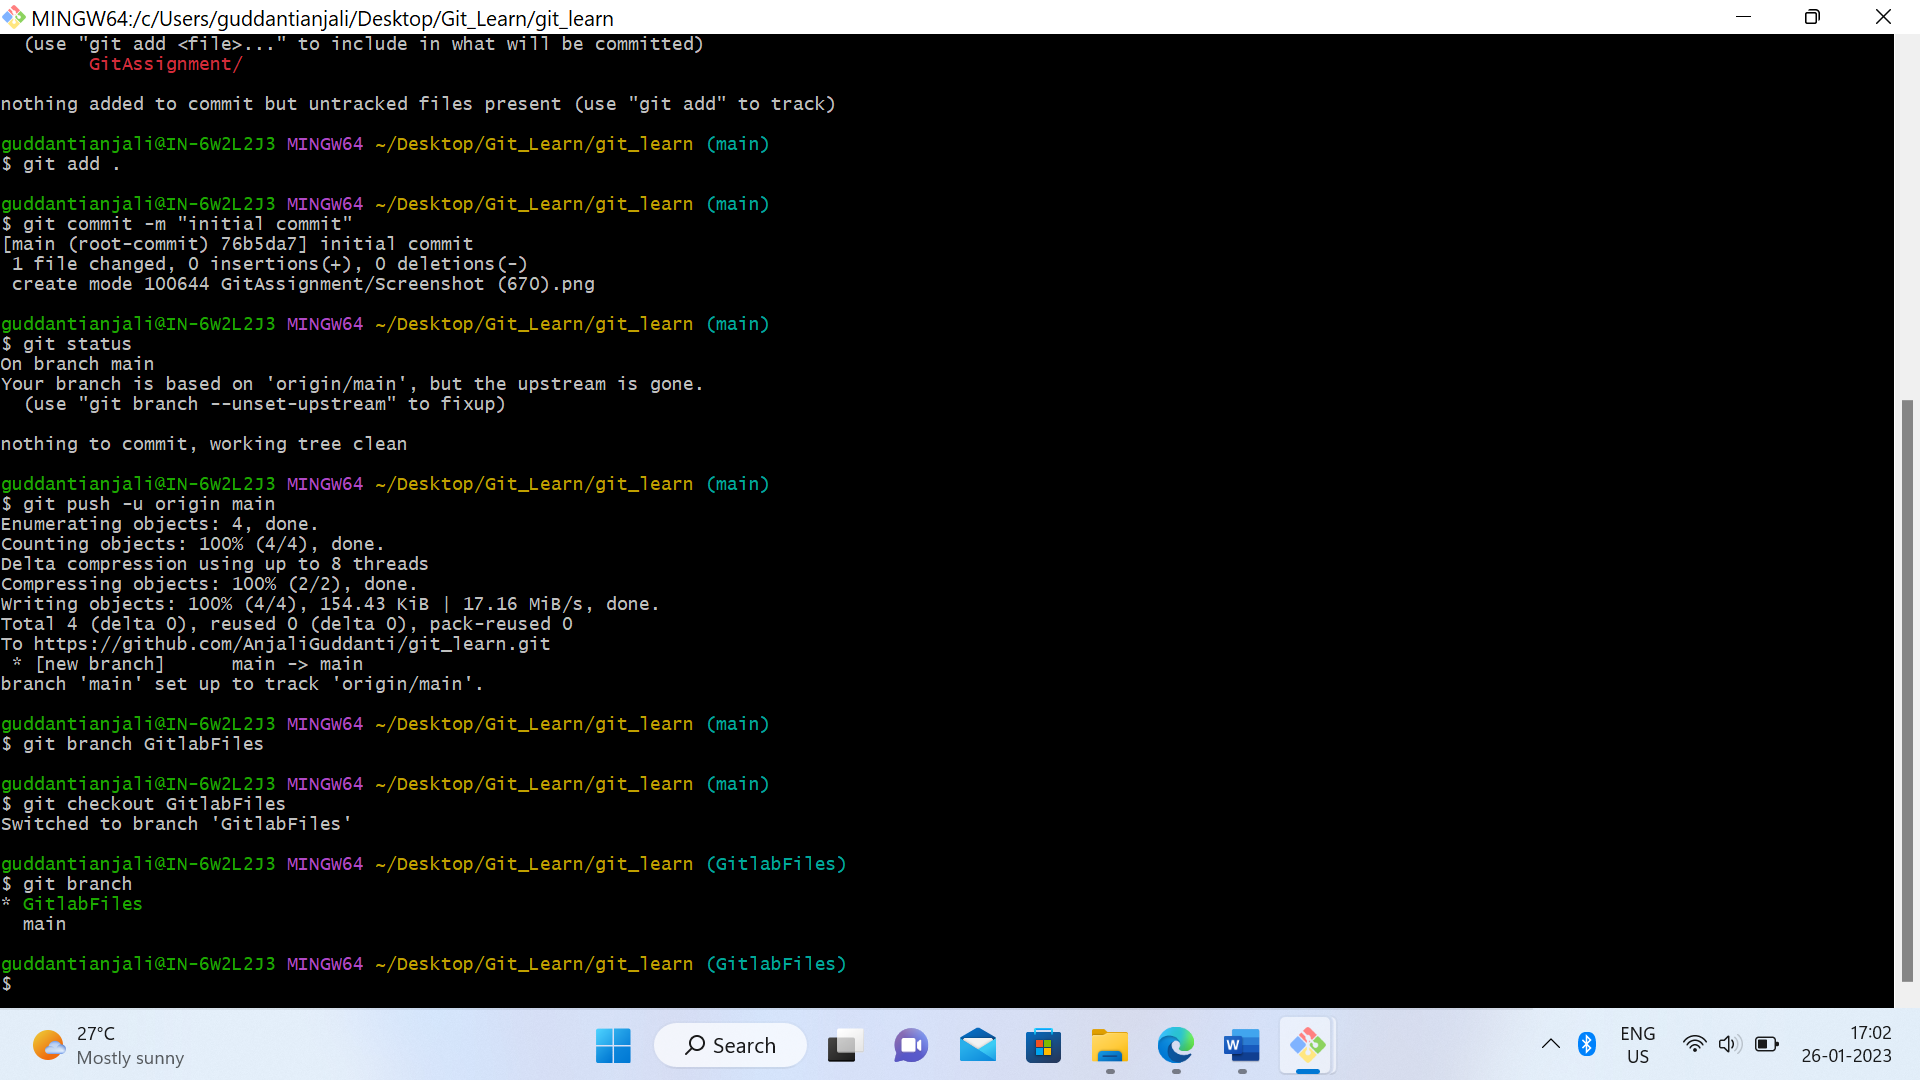 MINGW64:/c/Users/guddantianjali/Desktop/Git_Learn/git_learn
(use "git add <file>..." to include in what will be committed)
GitAssignment/
nothing added to commit but untracked files present (use "git add" to track)
guddantianjali@IN-6W2L2J3 MINGW64 ~/Desktop/Git_Learn/git_learn (main)
$ git add .
guddantianjali@IN-6W2L2J3 MINGW64 ~/Desktop/Git_Learn/git_learn (main)
$ git commit -m "initial commit"
[main (root-commit) 76b5da7] initial commit
1 file changed, 0 insertions(+), 0 deletions(-)
create mode 100644 GitAssignment/Screenshot (670).png
guddantianjali@IN-6W2L2J3 MINGW64 ~/Desktop/Git_Learn/git_learn (main)
$ git status
On branch main
Your branch is based on 'origin/main', but the upstream is gone.
(use "git branch --unset-upstream" to fixup)
nothing to commit, working tree clean
guddantianjali@IN-6W2L2J3 MINGW64 ~/Desktop/Git_Learn/git_learn (main)
$ git push -u origin main
Enumerating objects: 4, done.
Counting objects: 100% (4/4), done.
Delta compression using up to 8 threads
Compressing objects: 100% (2/2), done.
Writing objects: 100% (4/4), 154.43 KiB | 17.16 MiB/s, done.
Total 4 (delta 0), reused 0 (delta 0), pack-reused 0
To https://github.com/AnjaliGuddanti/git_learn.git
* [new branch]      main -> main
branch 'main' set up to track 'origin/main'.
guddantianjali@IN-6W2L2J3 MINGW64 ~/Desktop/Git_Learn/git_learn (main)
$ git branch GitlabFiles
guddantianjali@IN-6W2L2J3 MINGW64 ~/Desktop/Git_Learn/git_learn (main)
$ git checkout GitlabFiles
Switched to branch 'GitlabFiles'
guddantianjali@IN-6W2L2J3 MINGW64 ~/Desktop/Git_Learn/git_learn (GitlabFiles)
$ git branch
* GitlabFiles
main
guddantianjali@IN-6W2L2J3 MINGW64 ~/Desktop/Git_Learn/git_learn (GitlabFiles)
$
27°C
Mostly sunny
Search
W
ENG
US
17:02
26-01-2023